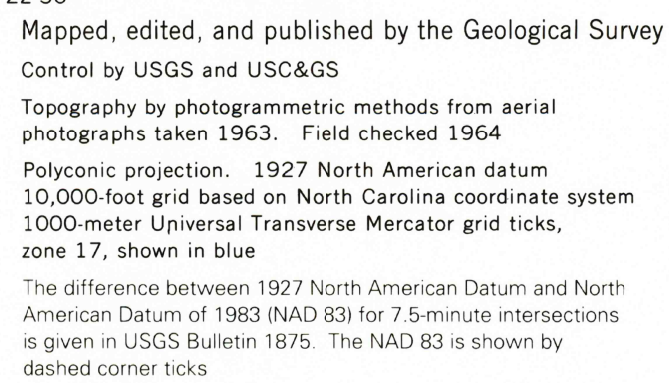 Mapped, edited, and published by the Geological Survey
Control by USGS and USC&GS
Topography by photogrammetric methods from aerial
photographs taken 1963. Field checked 1964
Polyconic projection. 1927 North American datum
10,000-foot grid based on North Carolina coordinate system
1000-meter Universal Transverse Mercator grid ticks,
zone 17, shown in blue
The difference between 1927 North American Datum and North
American Datum of 1983 (NAD 83) for 7.5-minute intersections
is given in USGS Bulletin 1875. The NAD 83 is shown by
dashed corner ticks